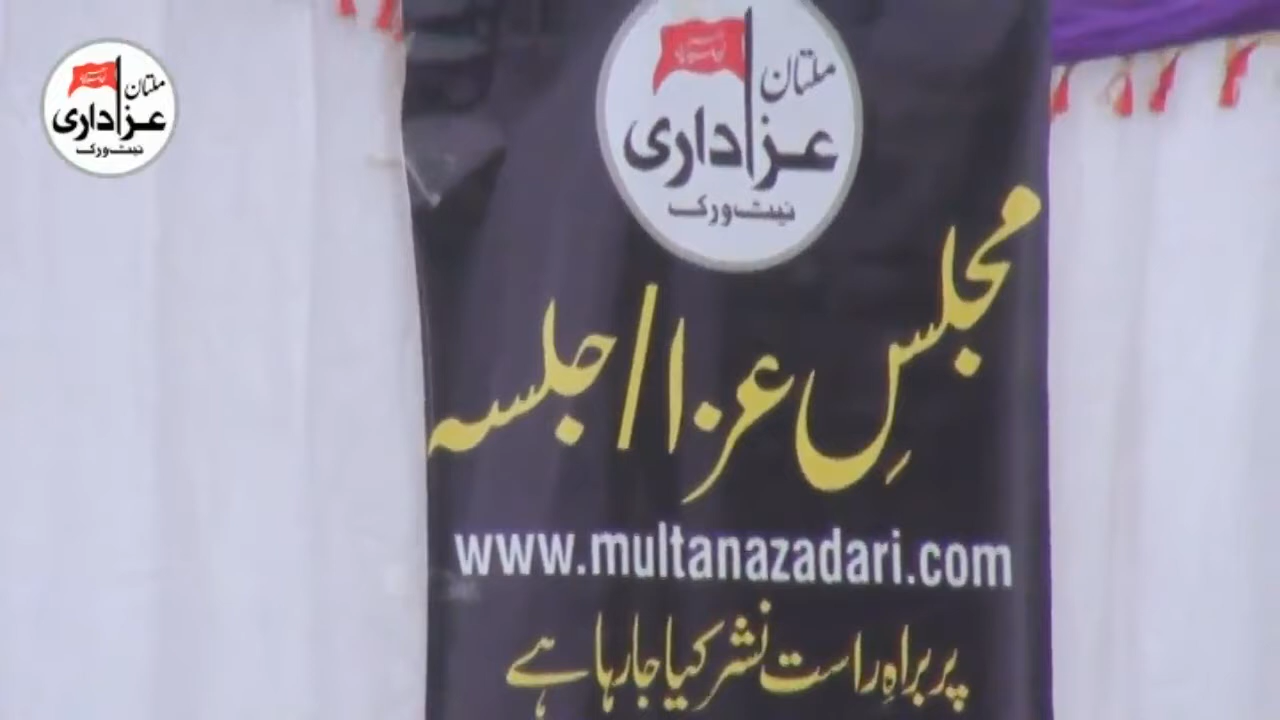 ملتان
عزاداری
نیٹ ورک
ملتان
عزاداری
نیٹ ورک
مجلسِ عزا/جلسہ
www.multanazadari.com
پر براہِ راست نشر کیا جا رہا ہے